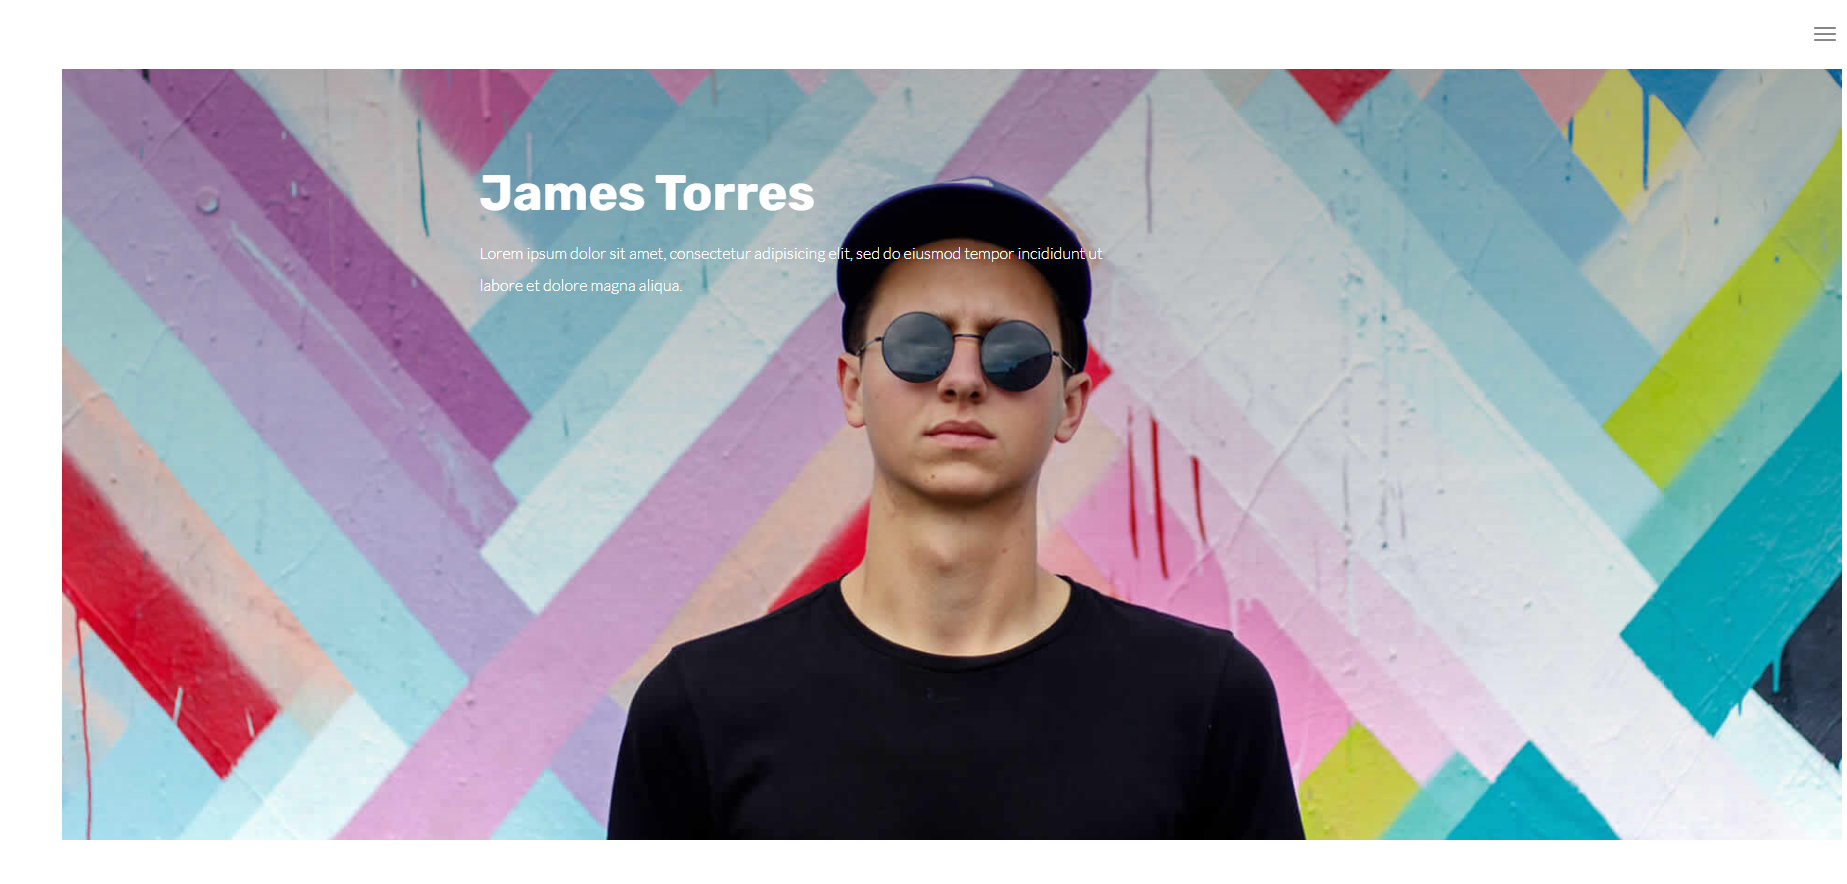 James Torres
Lorem ipsum dolor sit amet, consectetur adipisicing elit, sed do eiusmod tempor incididunt ut
labore et dolore magna aliqua.